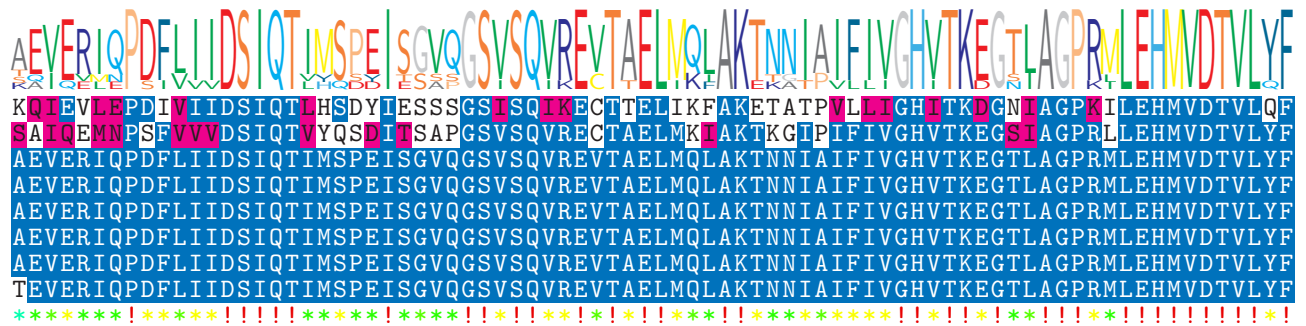 AEVERIQPDFLIIDSIQTIMSPEISGVQGSVSQVREVTAELMQLAKTNNIAIFIVGHVTKEGTLAGPRMLEHMVDTVLYF
KQIEVLEPDIVIIDSIQTLHSDYIESSSGSISQIKECTTELIKFAKETATPVLLIGHITKDGNIAGPKILEHMVDTVLQF
SAIQEMNPSFVVVDSIQTVYQSDITSAPGSVSQVRECTAELMKIAKTKGIPIFIVGHVTKEGSIAGPRLLEHMVDTVLYF
AEVERIQPDFLIIDSIQTIMSPEISGVQGSVSQVREVTAELMQLAKTNNIAIFIVGHVTKEGTLAGPRMLEHMVDTVLYF
AEVERIQPDFLIIDSIQTIMSPEISGVQGSVSQVREVTAELMQLAKTNNIAIFIVGHVTKEGTLAGPRMLEHMVDTVLYF
AEVERIQPDFLIIDSIQTIMSPEISGVQGSVSQVREVTAELMQLAKTNNIAIFIVGHVTKEGTLAGPRMLEHMVDTVLYF
AEVERIQPDFLIIDSIQTIMSPEISGVQGSVSQVREVTAELMQLAKTNNIAIFIVGHVTKEGTLAGPRMLEHMVDTVLYF
AEVERIQPDFLIIDSIQTIMSPEISGVQGSVSQVREVTAELMQLAKTNNIAIFIVGHVTKEGTLAGPRMLEHMVDTVLYF
TEVERIQPDFLIIDSIQTIMSPEISGVQGSVSQVREVTAELMQLAKTNNIAIFIVGHVTKEGTLAGPRMLEHMVDTVLYF
*******!*****!!!!!*****!****!!*!!**!*!*!!***!!*********!!*!!*!**!!!**!!!!!!!!!*!